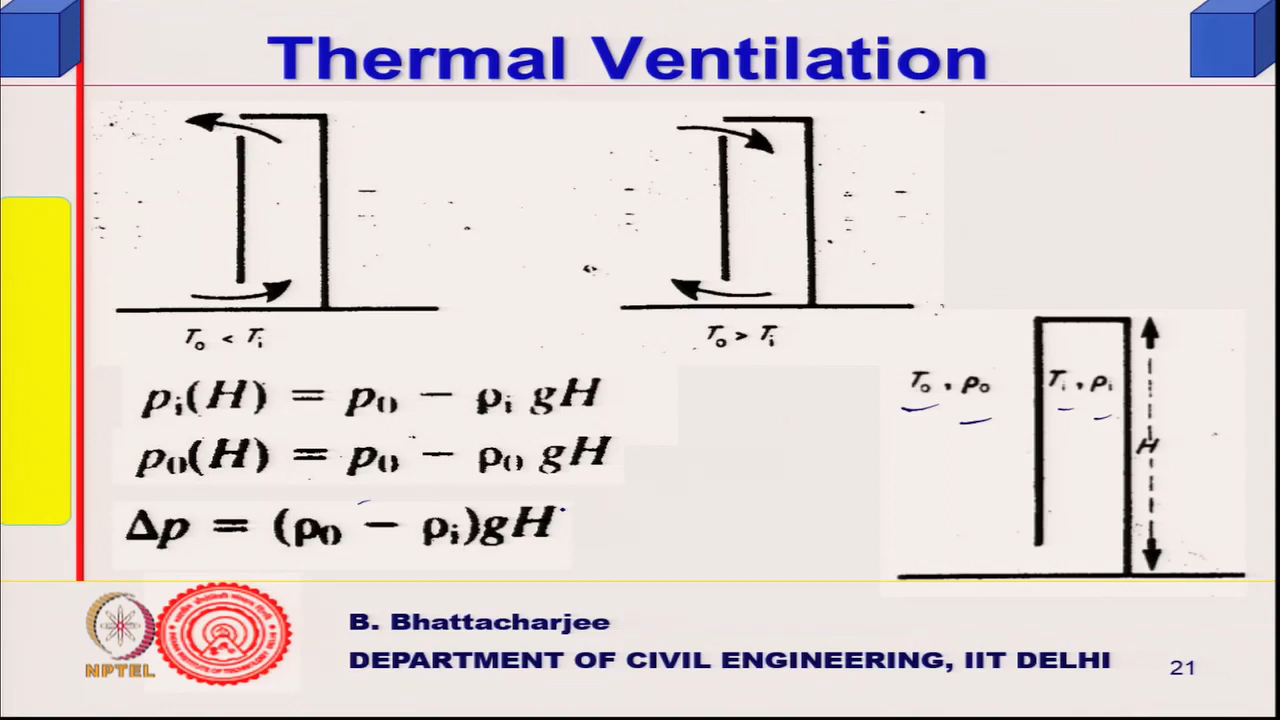 Thermal Ventilation
T₀ < Tᵢ
T₀ > Tᵢ
pᵢ(H) = p₀ − ρᵢ gH
p₀(H) = p₀ − ρ₀ gH
Δp = (ρ₀ − ρᵢ)gH
T₀ , ρ₀
Tᵢ , ρᵢ
H
NPTEL
B. Bhattacharjee
DEPARTMENT OF CIVIL ENGINEERING, IIT DELHI
21